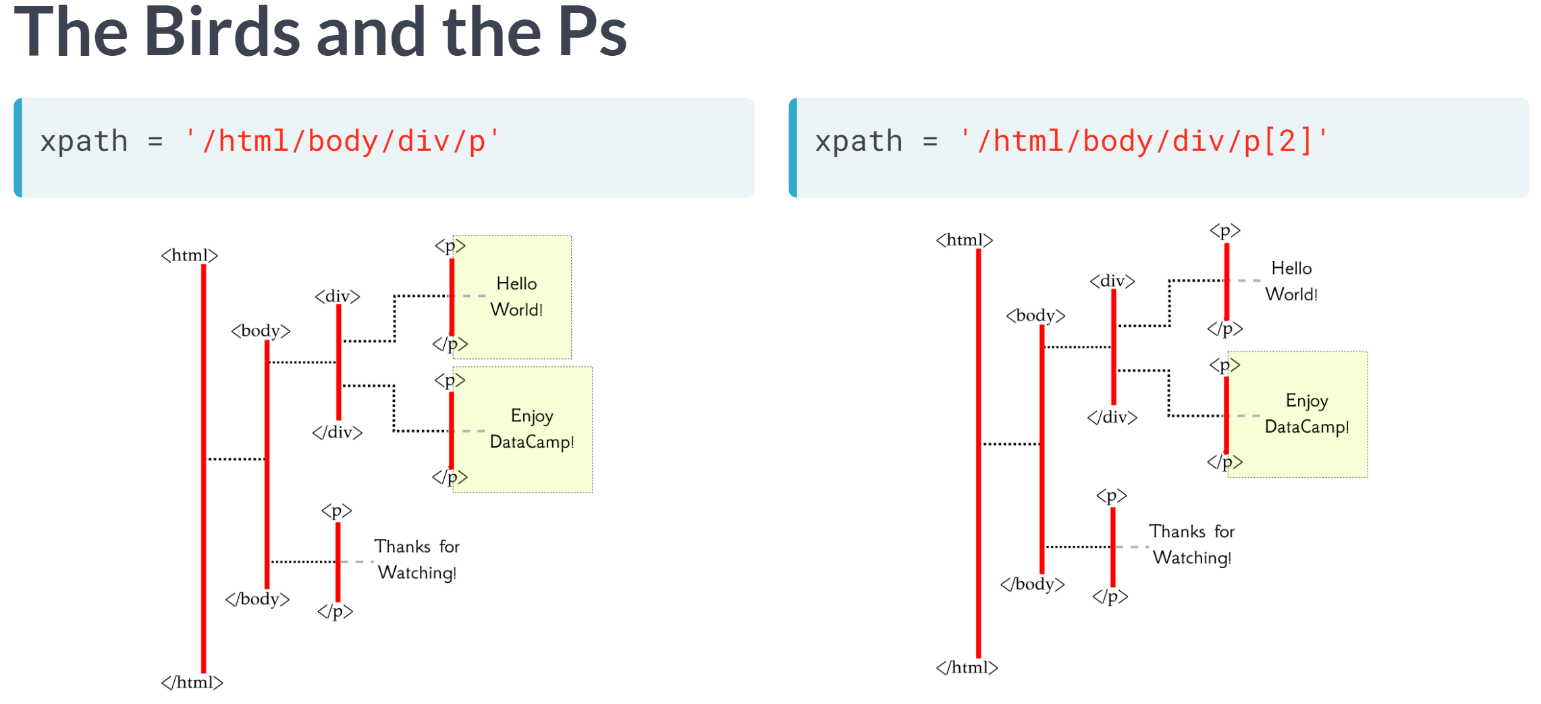 The Birds and the Ps
xpath = '/html/body/div/p'
<html>
<body>
<div>
<p>
Hello
World!
</p>
<p>
Enjoy
DataCamp!
</p>
</div>
<p>
Thanks for
Watching!
</p>
</body>
</html>
xpath = '/html/body/div/p[2]'
<html>
<body>
<div>
<p>
Hello
World!
</p>
<p>
Enjoy
DataCamp!
</p>
</div>
<p>
Thanks for
Watching!
</p>
</body>
</html>